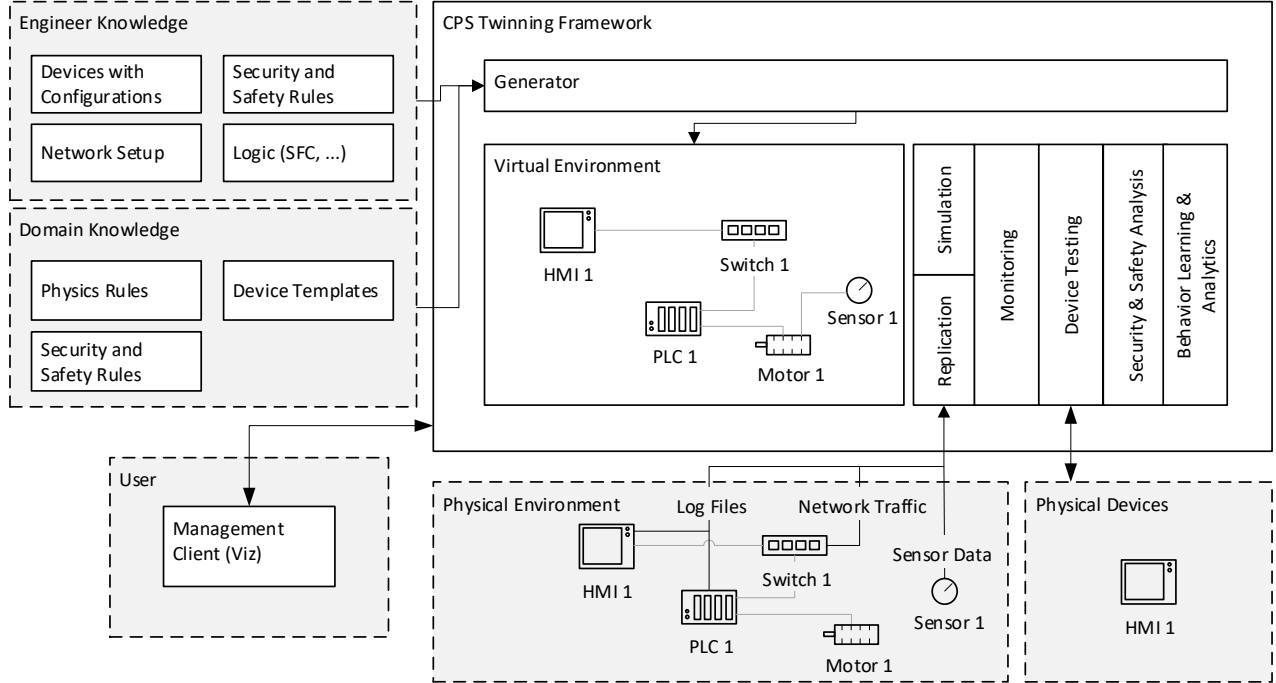 Engineer Knowledge
Devices with
Configurations
Security and
Safety Rules
Network Setup
Logic (SFC, ...)
Domain Knowledge
Physics Rules
Device Templates
Security and
Safety Rules
User
Management
Client (Viz)
CPS Twinning Framework
Generator
Virtual Environment
HMI 1
Switch 1
Sensor 1
PLC 1
Motor 1
Simulation
Replication
Monitoring
Device Testing
Security & Safety Analysis
Behavior Learning &
Analytics
Physical Environment
Log Files
Network Traffic
Sensor Data
HMI 1
Switch 1
Sensor 1
PLC 1
Motor 1
Physical Devices
HMI 1